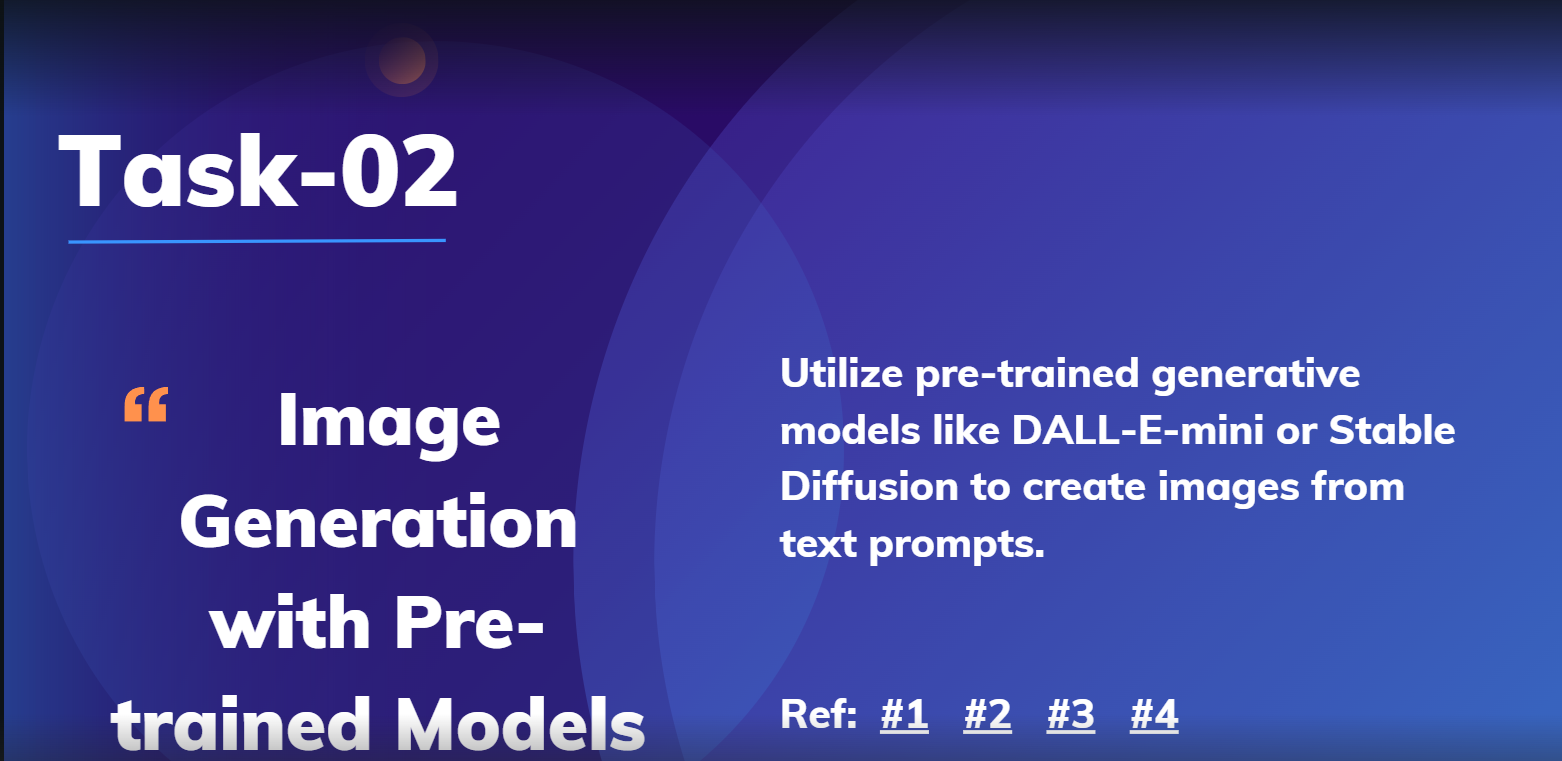 Task-02
“
Image
Generation
with Pre-
trained Models
Utilize pre-trained generative
models like DALL-E-mini or Stable
Diffusion to create images from
text prompts.
Ref: #1 #2 #3 #4